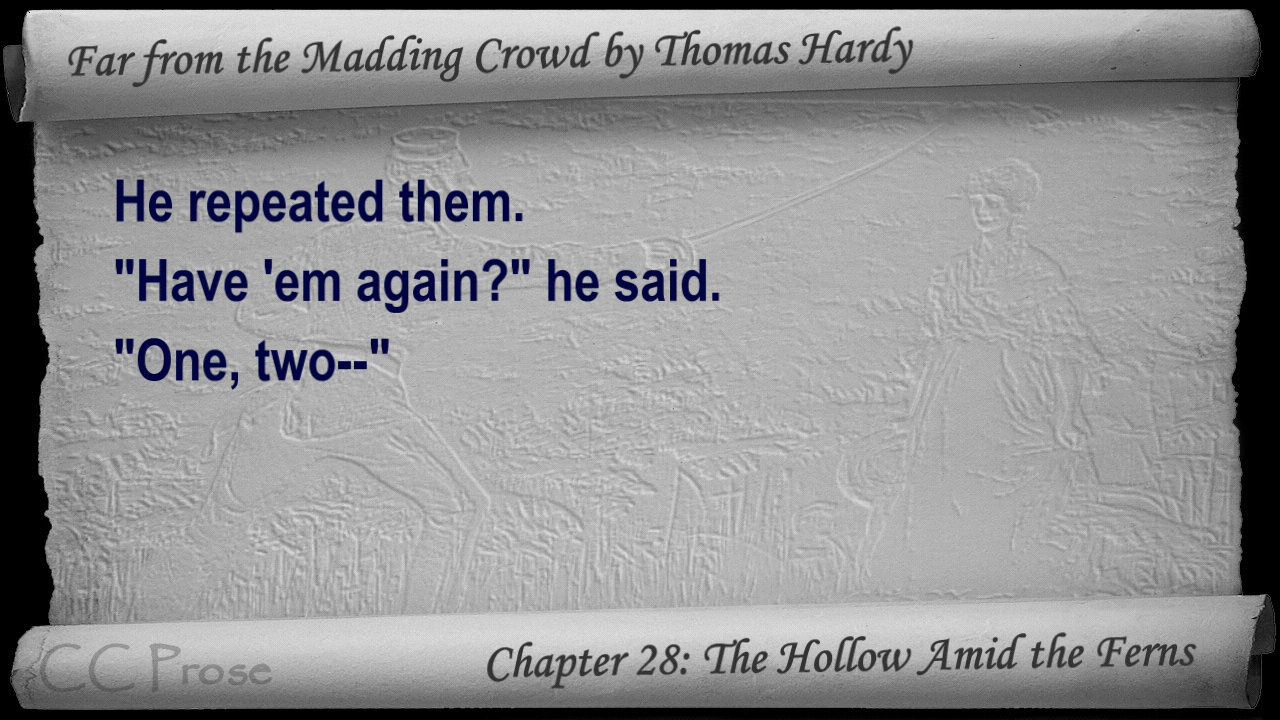 Far from the Madding Crowd by Thomas Hardy
He repeated them.
"Have 'em again?" he said.
"One, two--"
CC Prose
Chapter 28: The Hollow Amid the Ferns